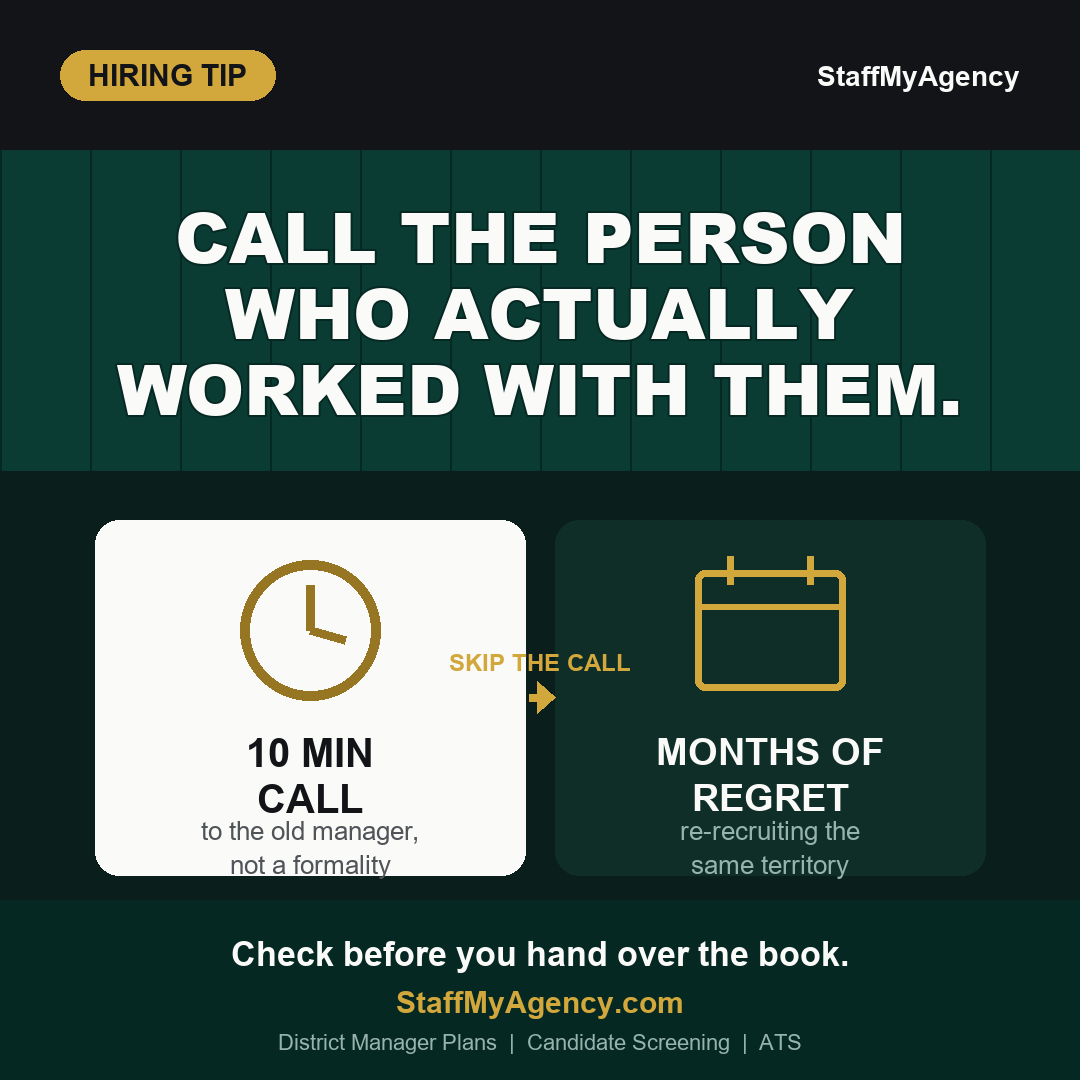 HIRING TIP
StaffMyAgency
CALL THE PERSON
WHO ACTUALLY
WORKED WITH THEM.
SKIP THE CALL
10 MIN
CALL
to the old manager,
not a formality
MONTHS OF
REGRET
re-recruiting the
same territory
Check before you hand over the book.
StaffMyAgency.com
District Manager Plans | Candidate Screening | ATS